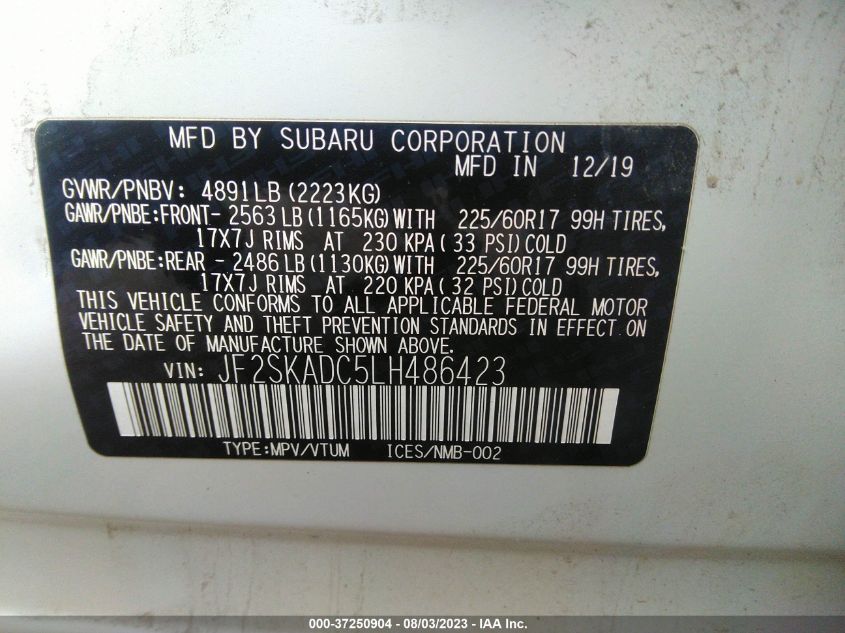 MFD BY SUBARU CORPORATION
MFD IN 12/19
GVWR/PNBV: 4891LB(2223KG)
GAWR/PNBE:FRONT- 2563LB(1165KG)WITH 225/60R17 99H TIRES,
17X7J RIMS AT 230 KPA( 33 PSI)COLD
GAWR/PNBE:REAR - 2486LB(1130KG)WITH 225/60R17 99H TIRES,
17X7J RIMS AT 220 KPA( 32 PSI)COLD
THIS VEHICLE CONFORMS TO ALL APPLICABLE FEDERAL MOTOR
VEHICLE SAFETY AND THEFT PREVENTION STANDARDS IN EFFECT ON
THE DATE OF MANUFACTURE SHOWN ABOVE.
VIN: JF2SKADC5LH486423
TYPE:MPV/VTUM ICES/NMB-002
000-37250904 - 08/03/2023 - IAA Inc.